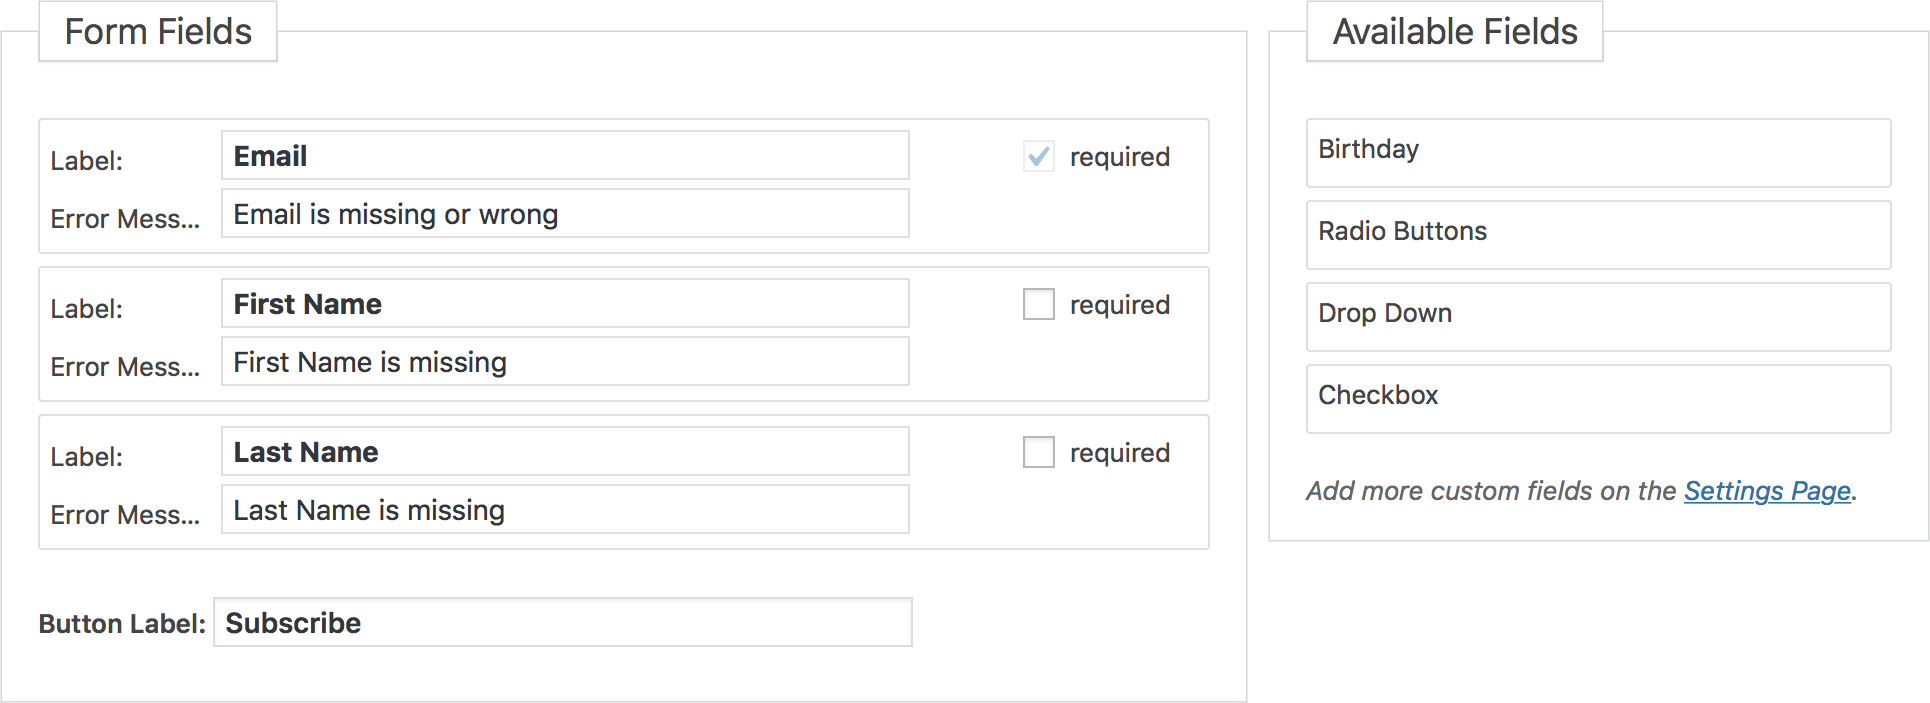 Form Fields
Label: Email required
Error Mess... Email is missing or wrong
Label: First Name required
Error Mess... First Name is missing
Label: Last Name required
Error Mess... Last Name is missing
Button Label: Subscribe
Available Fields
Birthday
Radio Buttons
Drop Down
Checkbox
Add more custom fields on the Settings Page.